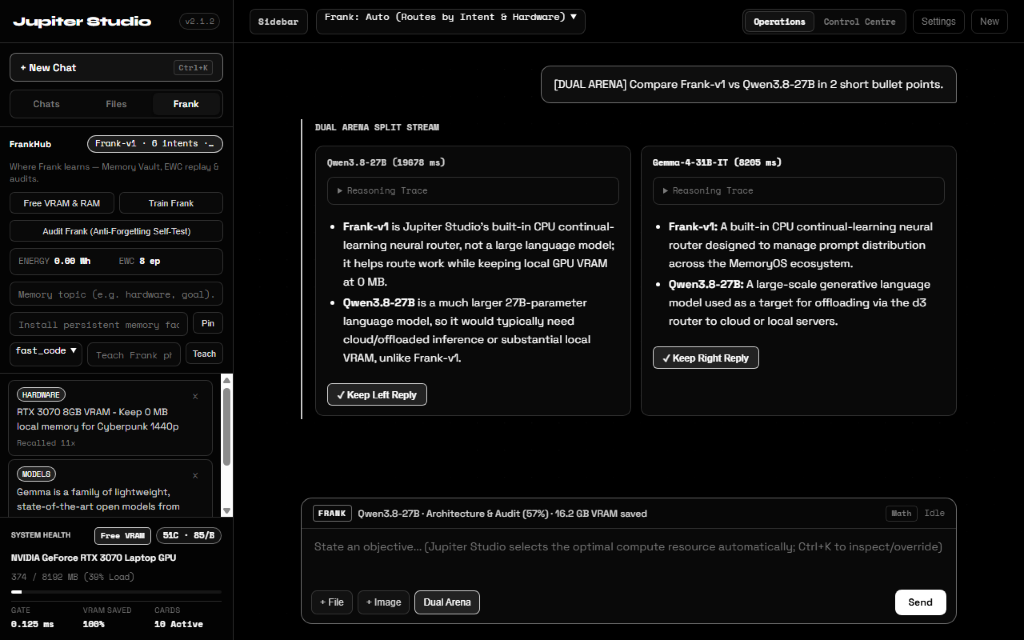 Jupiter Studio v2.1.2
+ New Chat Ctrl+K
Chats Files Frank
FrankHub Frank-v1 · 6 intents ·…
Where Frank learns — Memory Vault, EWC replay &
audits.
Free VRAM & RAM Train Frank
Audit Frank (Anti-Forgetting Self-Test)
ENERGY 0.00 Wh EWC 8 ep
Memory topic (e.g. hardware, goal).
Install persistent memory fac Pin
fast_code ▼ Teach Frank ph Teach
HARDWARE x
RTX 3070 8GB VRAM - Keep 0 MB
local memory for Cyberpunk 1440p
Recalled 11x
MODELS x
Gemma is a family of lightweight,
state-of-the-art open models from
SYSTEM HEALTH Free VRAM 51C · 85/B
NVIDIA GeForce RTX 3070 Laptop GPU
374 / 8192 MB (39% Load)
GATE VRAM SAVED CARDS
0.125 ms 100% 10 Active
Sidebar Frank: Auto (Routes by Intent & Hardware) ▼ Operations Control Centre Settings New
[DUAL ARENA] Compare Frank-v1 vs Qwen3.8-27B in 2 short bullet points.
DUAL ARENA SPLIT STREAM
Qwen3.8-27B (19678 ms)
▶ Reasoning Trace
• Frank-v1 is Jupiter Studio's built-in CPU continual-
learning neural router, not a large language model;
it helps route work while keeping local GPU VRAM
at 0 MB.
• Qwen3.8-27B is a much larger 27B-parameter
language model, so it would typically need
cloud/offloaded inference or substantial local
VRAM, unlike Frank-v1.
✓ Keep Left Reply
Gemma-4-31B-IT (8205 ms)
▶ Reasoning Trace
• Frank-v1: A built-in CPU continual-learning neural
router designed to manage prompt distribution
across the MemoryOS ecosystem.
• Qwen3.8-27B: A large-scale generative language
model used as a target for offloading via the d3
router to cloud or local servers.
✓ Keep Right Reply
FRANK Qwen3.8-27B · Architecture & Audit (57%) · 16.2 GB VRAM saved Math Idle
State an objective... (Jupiter Studio selects the optimal compute resource automatically; Ctrl+K to inspect/override)
+ File + Image Dual Arena Send